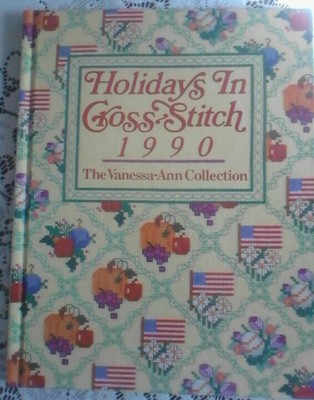 Holidays In
Cross-Stitch
1990
The Vanessa-Ann Collection